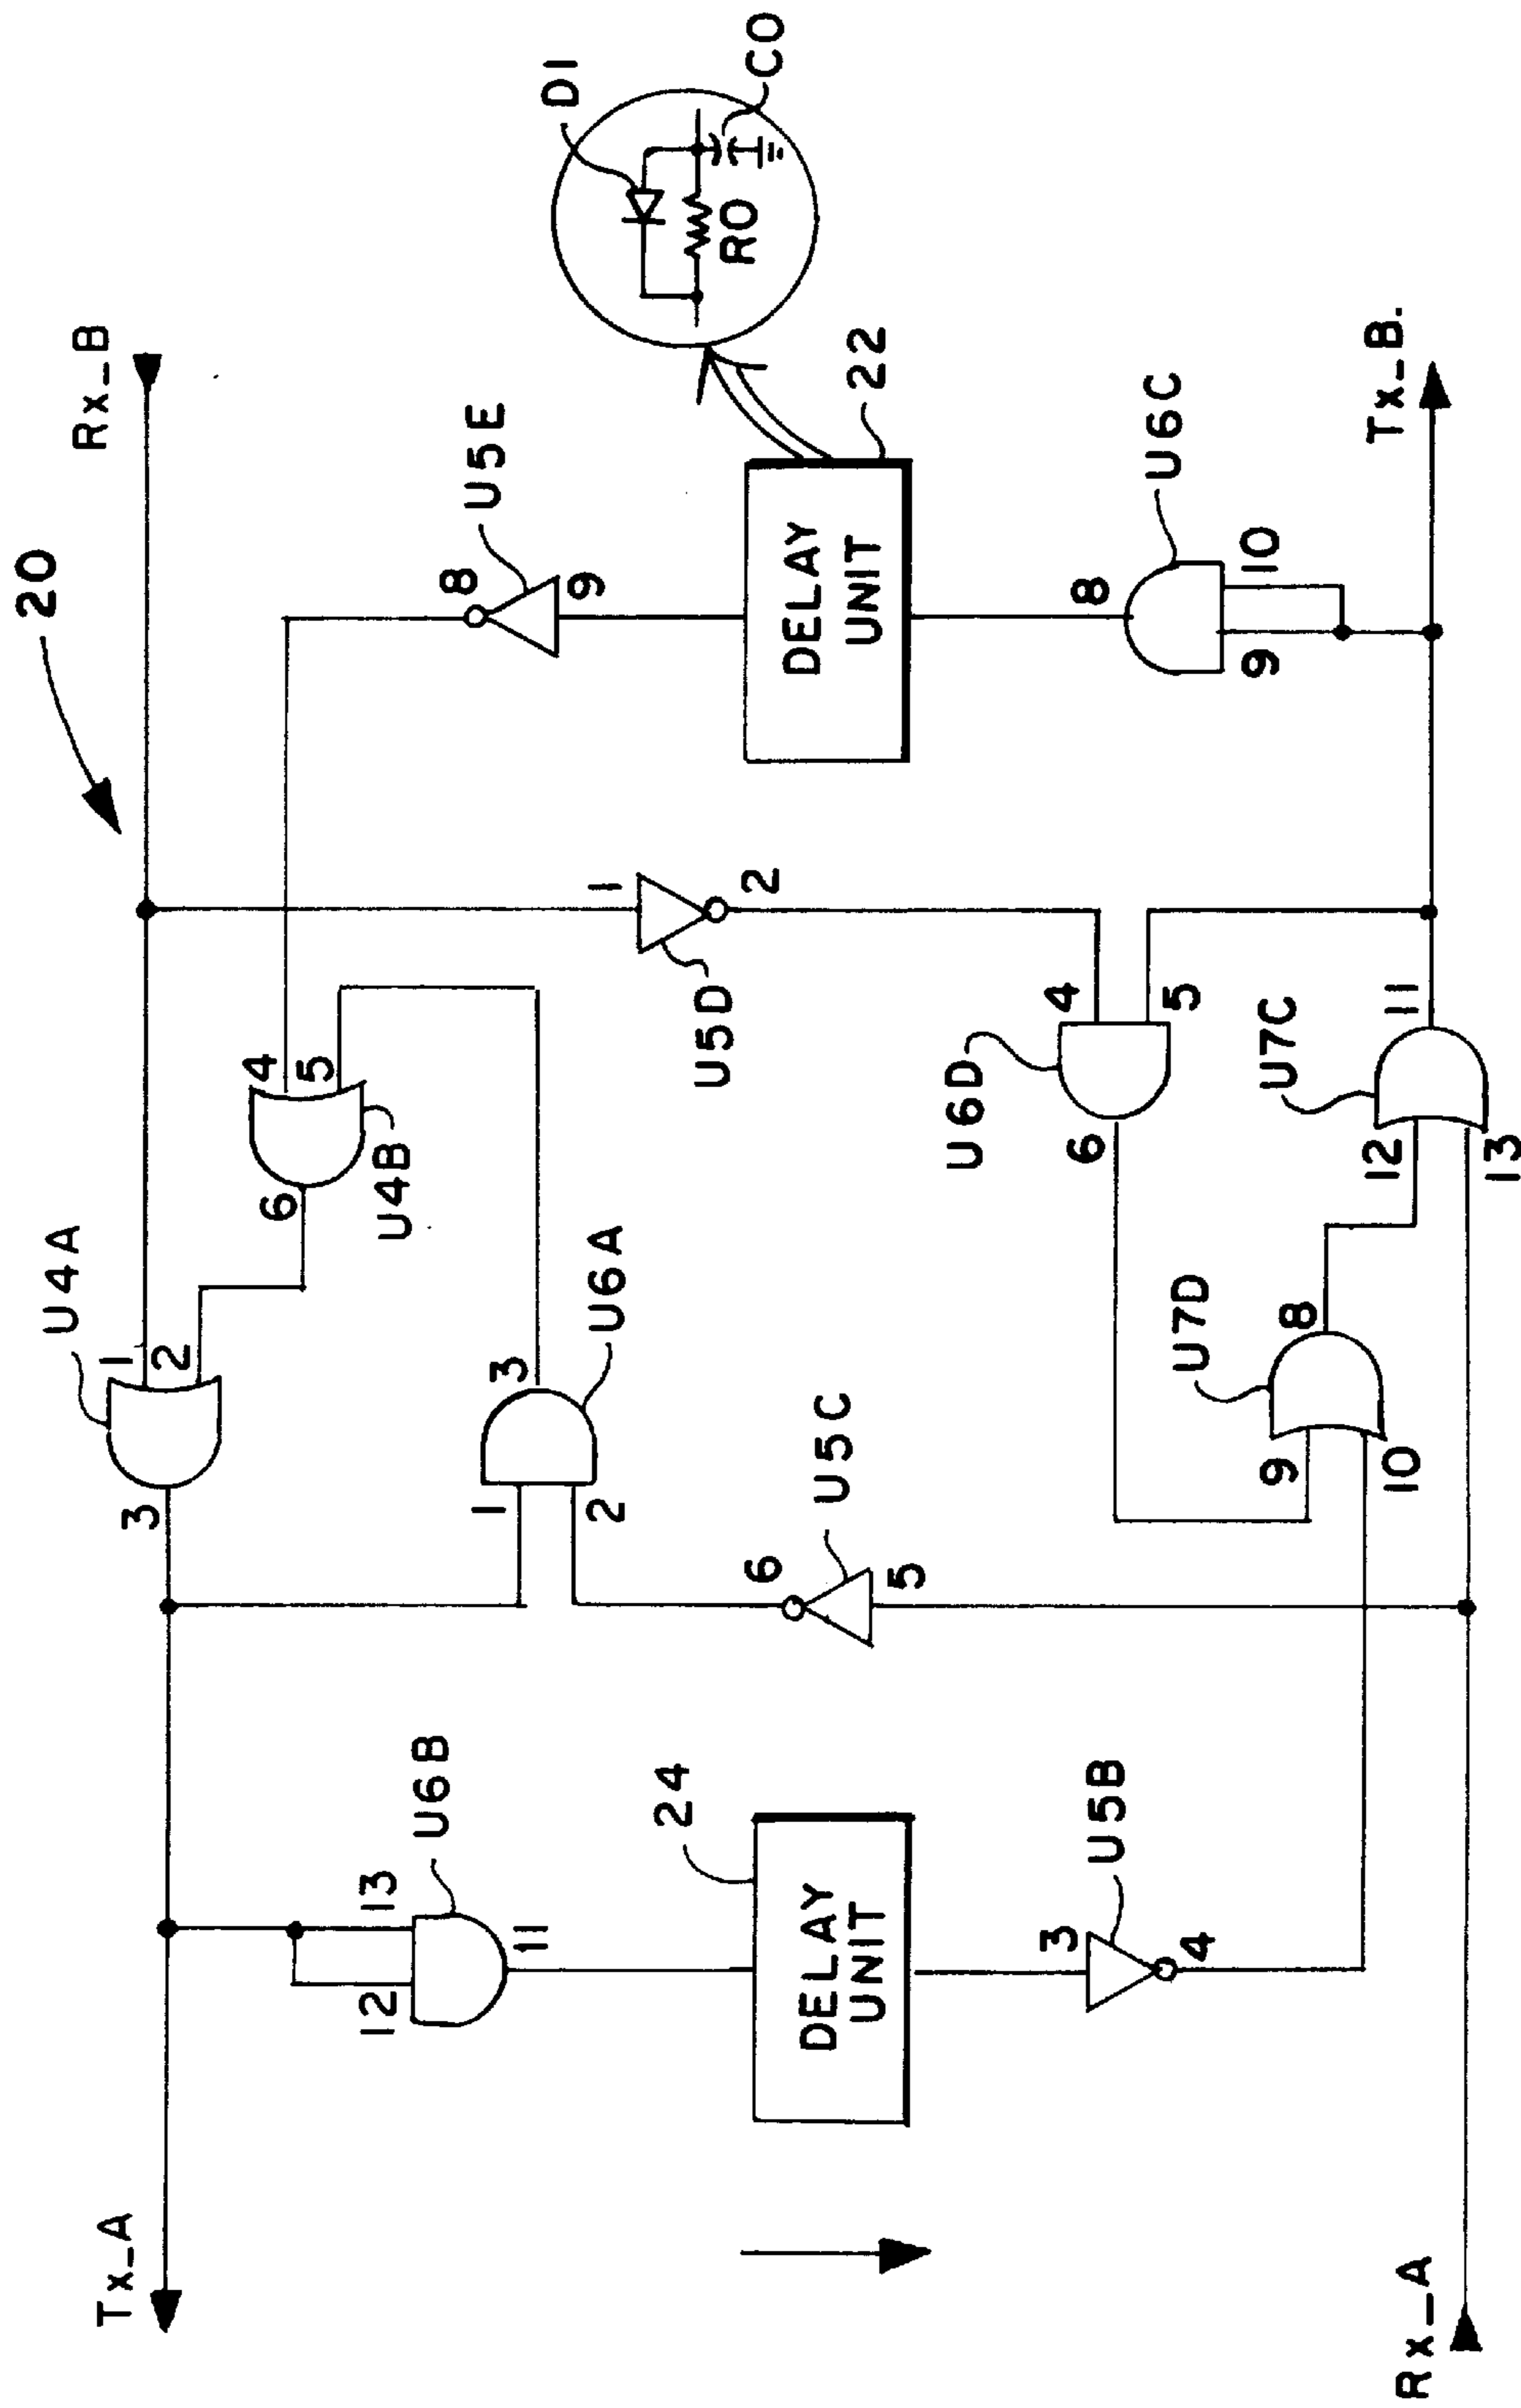 20
Rx_B
D1
C0
R0
U5E
8
9
22
DELAY
UNIT
U6C
8
9
10
Tx_B.
4
5
6
U4B
1
2
U5D
U4A
1
2
3
U6A
3
1
2
U6D
4
5
6
U7C
11
12
13
U7D
8
9
10
U5C
6
5
U6B
13
12
11
24
DELAY
UNIT
U5B
3
4
Tx_A
Rx_A